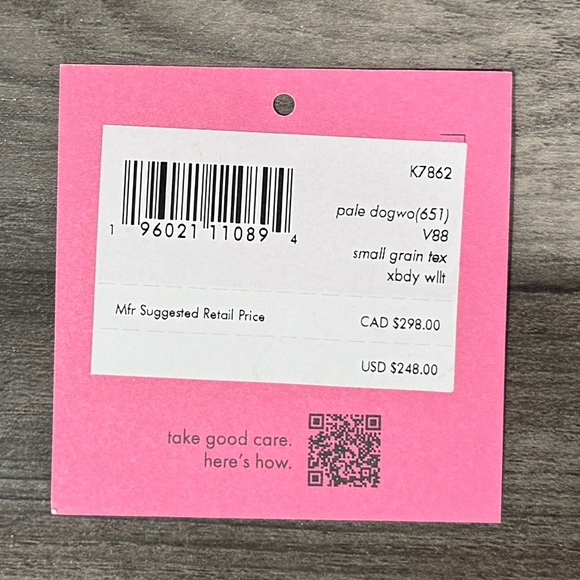 K7862
1 96021 11089 4
pale dogwo(651)
V88
small grain tex
xbdy wllt
Mfr Suggested Retail Price
CAD $298.00
USD $248.00
take good care.
here's how.